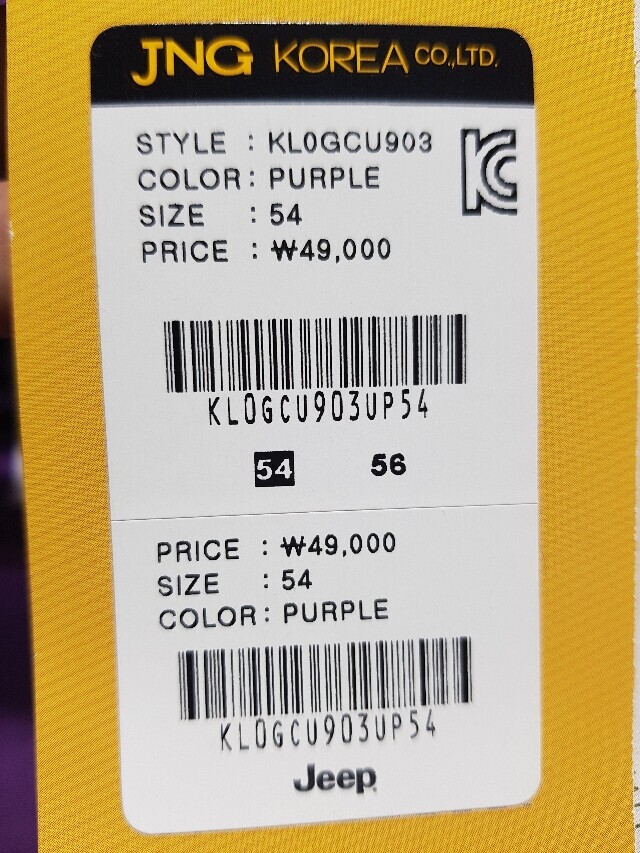 JNG KOREA CO.,LTD.
STYLE : KL0GCU903
COLOR : PURPLE
SIZE : 54
PRICE : ₩49,000
KL0GCU903UP54
54 56
PRICE : ₩49,000
SIZE : 54
COLOR : PURPLE
KL0GCU903UP54
Jeep